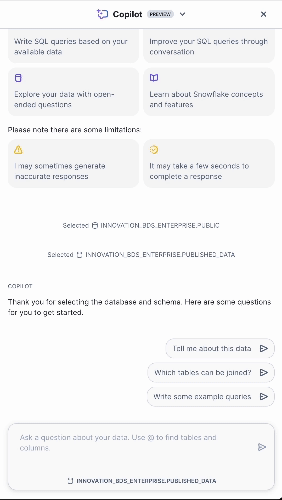 Copilot PREVIEW
Write SQL queries based on your
available data
Improve your SQL queries through
conversation
Explore your data with open-
ended questions
Learn about Snowflake concepts
and features
Please note there are some limitations:
I may sometimes generate
inaccurate responses
It may take a few seconds to
complete a response
Selected INNOVATION_BDS_ENTERPRISE.PUBLIC
Selected INNOVATION_BDS_ENTERPRISE.PUBLISHED_DATA
COPILOT
Thank you for selecting the database and scheme. Here are some questions
for you to get started.
Tell me about this data
Which tables can be joined?
Write some example queries
Ask a question about your data. Use @ to find tables and
columns.
INNOVATION_BDS_ENTERPRISE.PUBLISHED_DATA